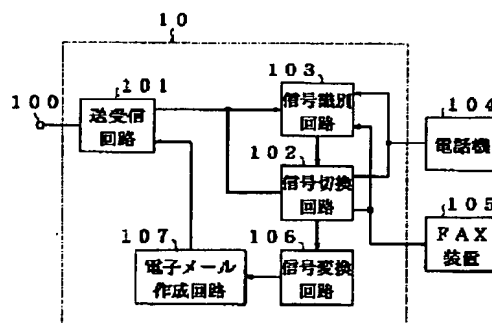 10
100
101
送受信
回路
103
信号識別
回路
104
電話機
102
信号切換
回路
105
FAX
装置
107
電子メール
作成回路
106
信号変換
回路